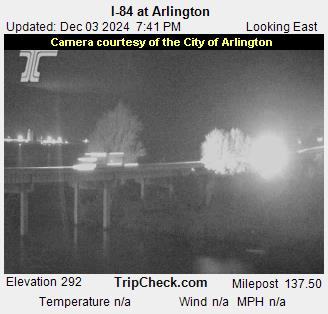 I-84 at Arlington
Updated: Dec 03 2024 7:41 PM Looking East
Camera courtesy of the City of Arlington
Elevation 292 TripCheck.com Milepost 137.50
Temperature n/a Wind n/a MPH n/a